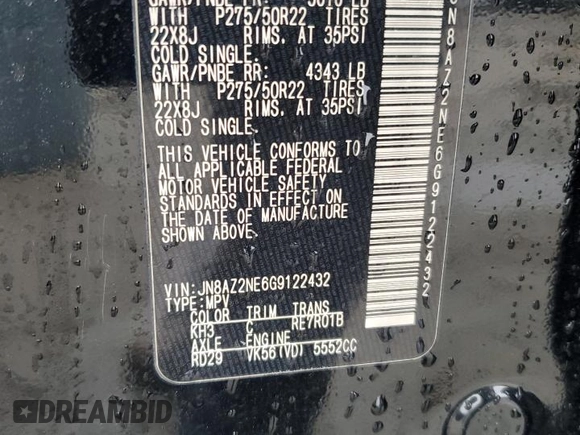 WITH P275/50R22 TIRES
22X8J RIMS, AT 35PSI
COLD SINGLE.
GAWR/PNBE RR: 4343 LB
WITH P275/50R22 TIRES
22X8J RIMS, AT 35PSI
COLD SINGLE.
THIS VEHICLE CONFORMS TO
ALL APPLICABLE FEDERAL
MOTOR VEHICLE SAFETY
STANDARDS IN EFFECT ON
THE DATE OF MANUFACTURE
SHOWN ABOVE.
VIN: JN8AZ2NE6G9122432
TYPE: MPV
COLOR TRIM TRANS
KH3 C RE7R01B
AXLE ENGINE
RD29 VK56(VD) 5552CC
N8AZ2NE6G9122432
DREAMBID